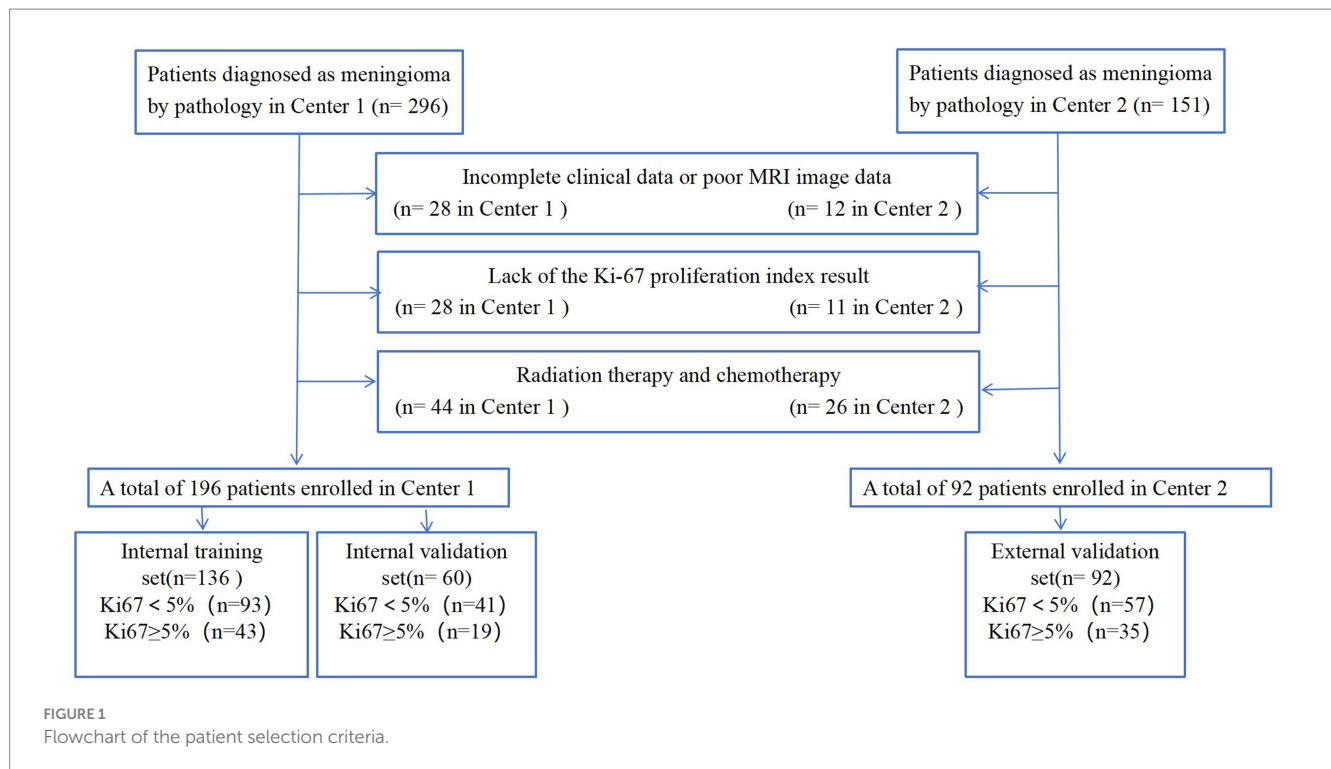 Patients diagnosed as meningioma
by pathology in Center 1 (n= 296)
Patients diagnosed as meningioma
by pathology in Center 2 (n= 151)
Incomplete clinical data or poor MRI image data
(n= 28 in Center 1 ) (n= 12 in Center 2 )
Lack of the Ki-67 proliferation index result
(n= 28 in Center 1 ) (n= 11 in Center 2 )
Radiation therapy and chemotherapy
(n= 44 in Center 1 ) (n= 26 in Center 2 )
A total of 196 patients enrolled in Center 1
A total of 92 patients enrolled in Center 2
Internal training
set(n=136 )
Ki67 < 5% (n=93)
Ki67≥5% (n=43)
Internal validation
set(n= 60)
Ki67 < 5% (n=41)
Ki67≥5% (n=19)
External validation
set(n= 92)
Ki67 < 5% (n=57)
Ki67≥5% (n=35)
FIGURE 1
Flowchart of the patient selection criteria.